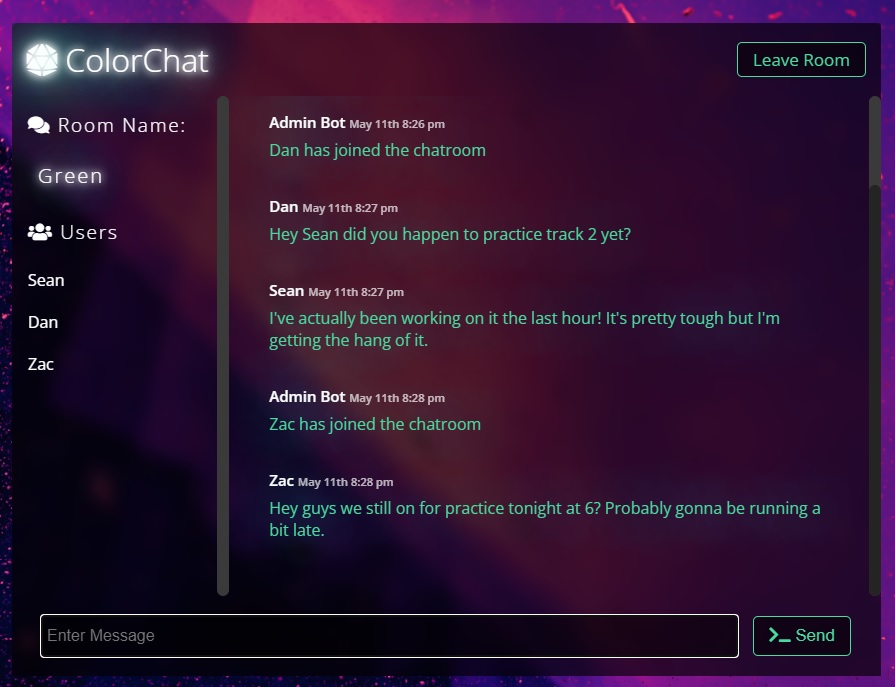 ColorChat
Leave Room
Room Name:
Green
Users
Sean
Dan
Zac
Admin Bot May 11th 8:26 pm
Dan has joined the chatroom
Dan May 11th 8:27 pm
Hey Sean did you happen to practice track 2 yet?
Sean May 11th 8:27 pm
I've actually been working on it the last hour! It's pretty tough but I'm
getting the hang of it.
Admin Bot May 11th 8:28 pm
Zac has joined the chatroom
Zac May 11th 8:28 pm
Hey guys we still on for practice tonight at 6? Probably gonna be running a
bit late.
Enter Message
Send